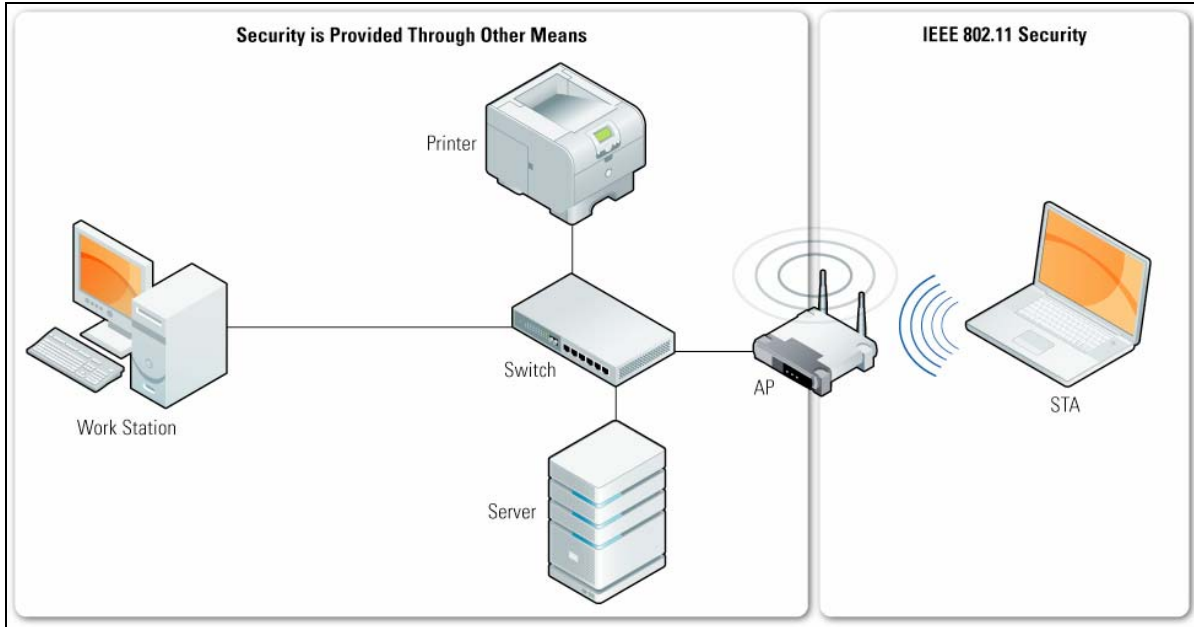 Security is Provided Through Other Means
IEEE 802.11 Security
Printer
Switch
AP
STA
Work Station
Server